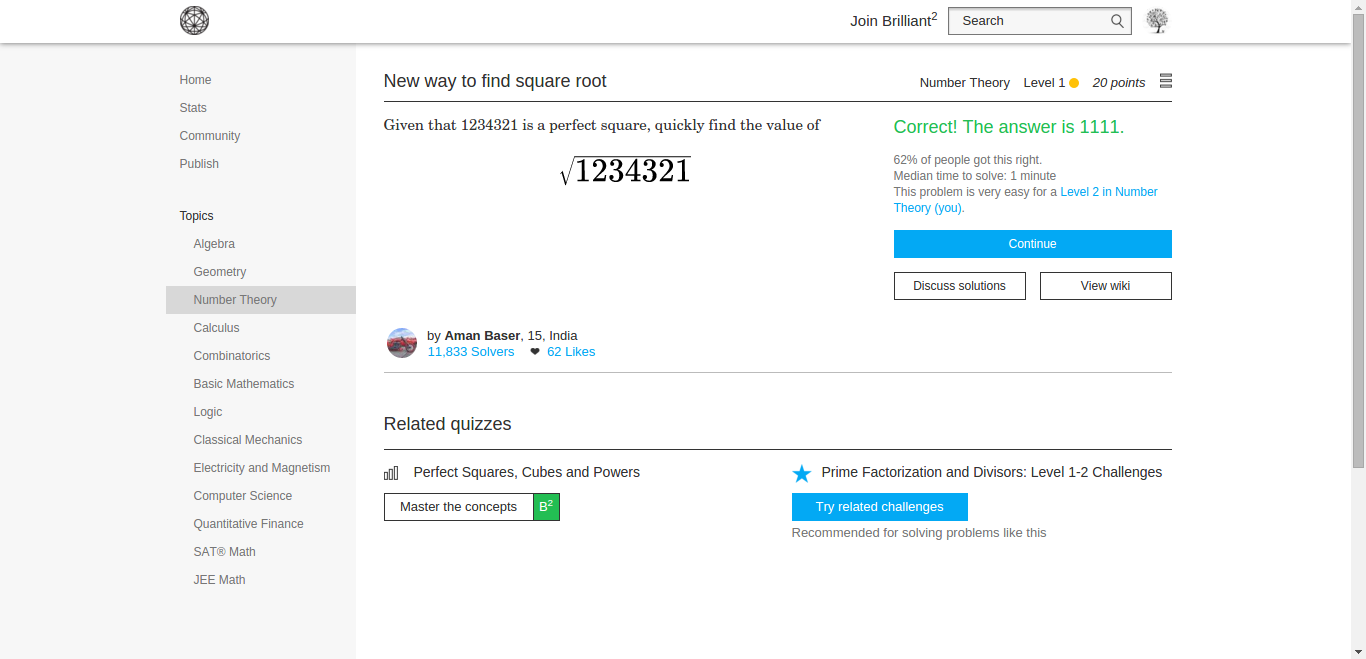 Join Brilliant²
Search
Home
Stats
Community
Publish
Topics
Algebra
Geometry
Number Theory
Calculus
Combinatorics
Basic Mathematics
Logic
Classical Mechanics
Electricity and Magnetism
Computer Science
Quantitative Finance
SAT® Math
JEE Math
New way to find square root
Number Theory Level 1 20 points
Given that 1234321 is a perfect square, quickly find the value of
√1234321
Correct! The answer is 1111.
62% of people got this right.
Median time to solve: 1 minute
This problem is very easy for a Level 2 in Number
Theory (you).
Continue
Discuss solutions
View wiki
by Aman Baser, 15, India
11,833 Solvers ❤ 62 Likes
Related quizzes
Perfect Squares, Cubes and Powers
Master the concepts B²
Prime Factorization and Divisors: Level 1-2 Challenges
Try related challenges
Recommended for solving problems like this